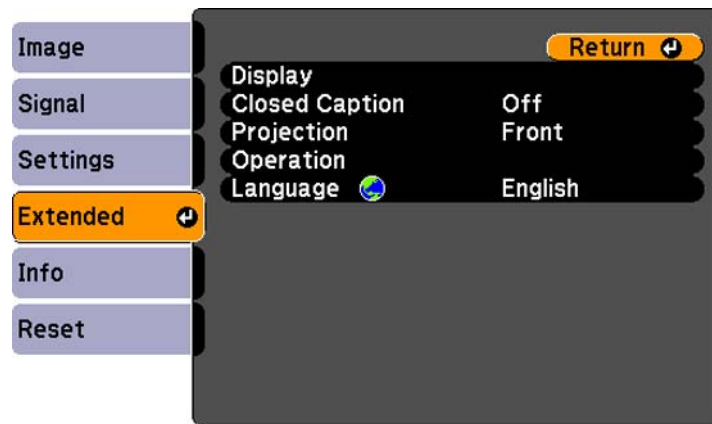 Image
Signal
Settings
Extended
Info
Reset
Return
Display
Closed Caption Off
Projection Front
Operation
Language English